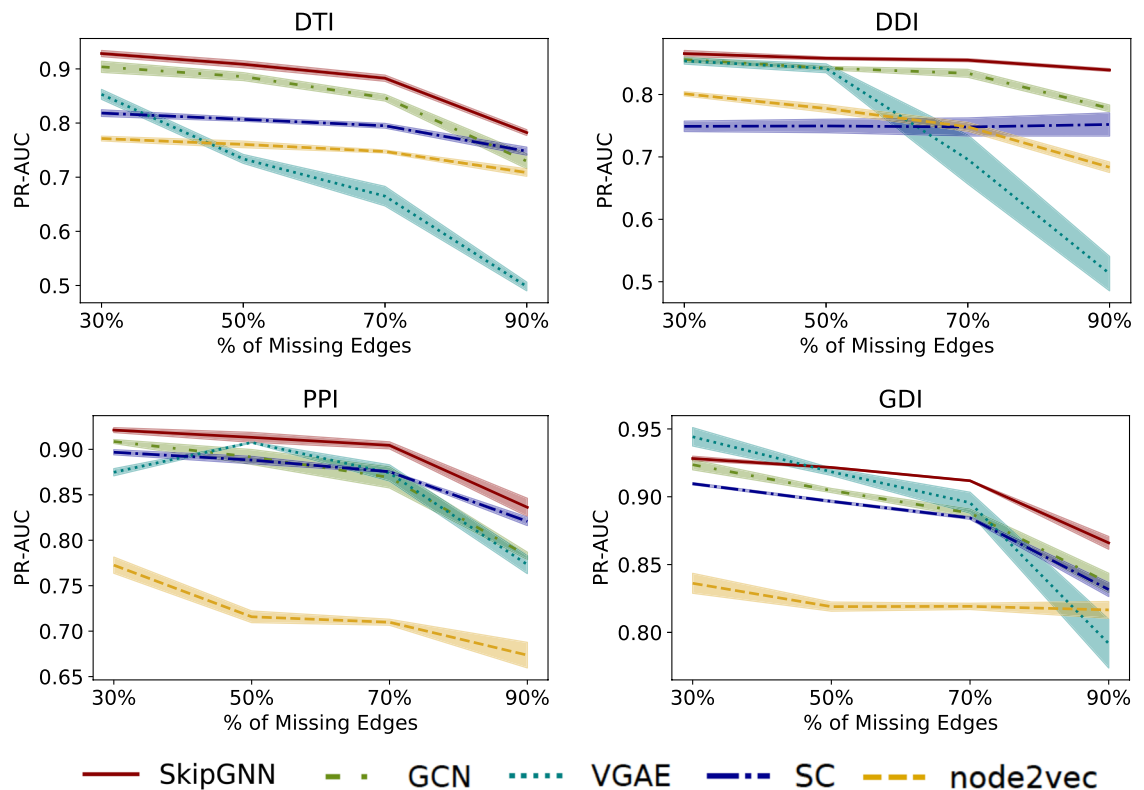 DTI
DDI
PR-AUC
0.9
0.8
0.7
0.6
0.5
30% 50% 70% 90%
% of Missing Edges
PR-AUC
0.8
0.7
0.6
0.5
30% 50% 70% 90%
% of Missing Edges
PPI
GDI
PR-AUC
0.90
0.85
0.80
0.75
0.70
0.65
30% 50% 70% 90%
% of Missing Edges
PR-AUC
0.95
0.90
0.85
0.80
30% 50% 70% 90%
% of Missing Edges
SkipGNN GCN VGAE SC node2vec